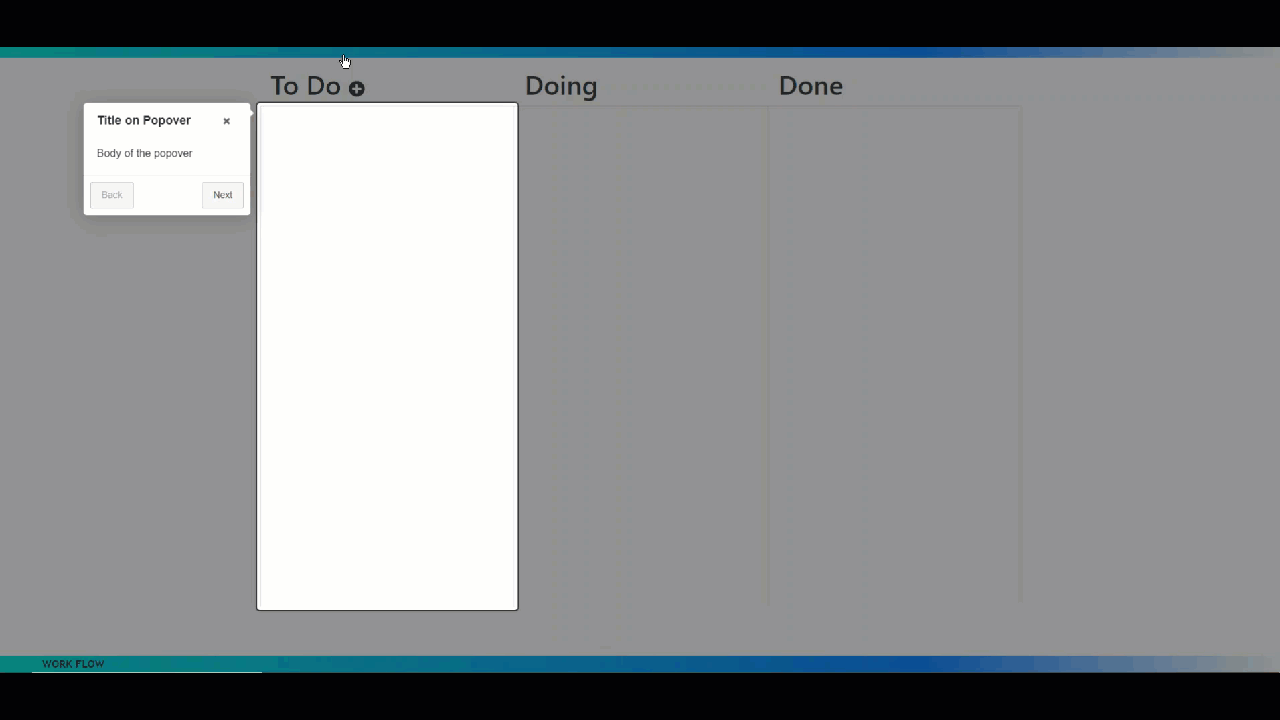 To Do
Doing
Done
Title on Popover
×
Body of the popover
Back
Next
WORK FLOW